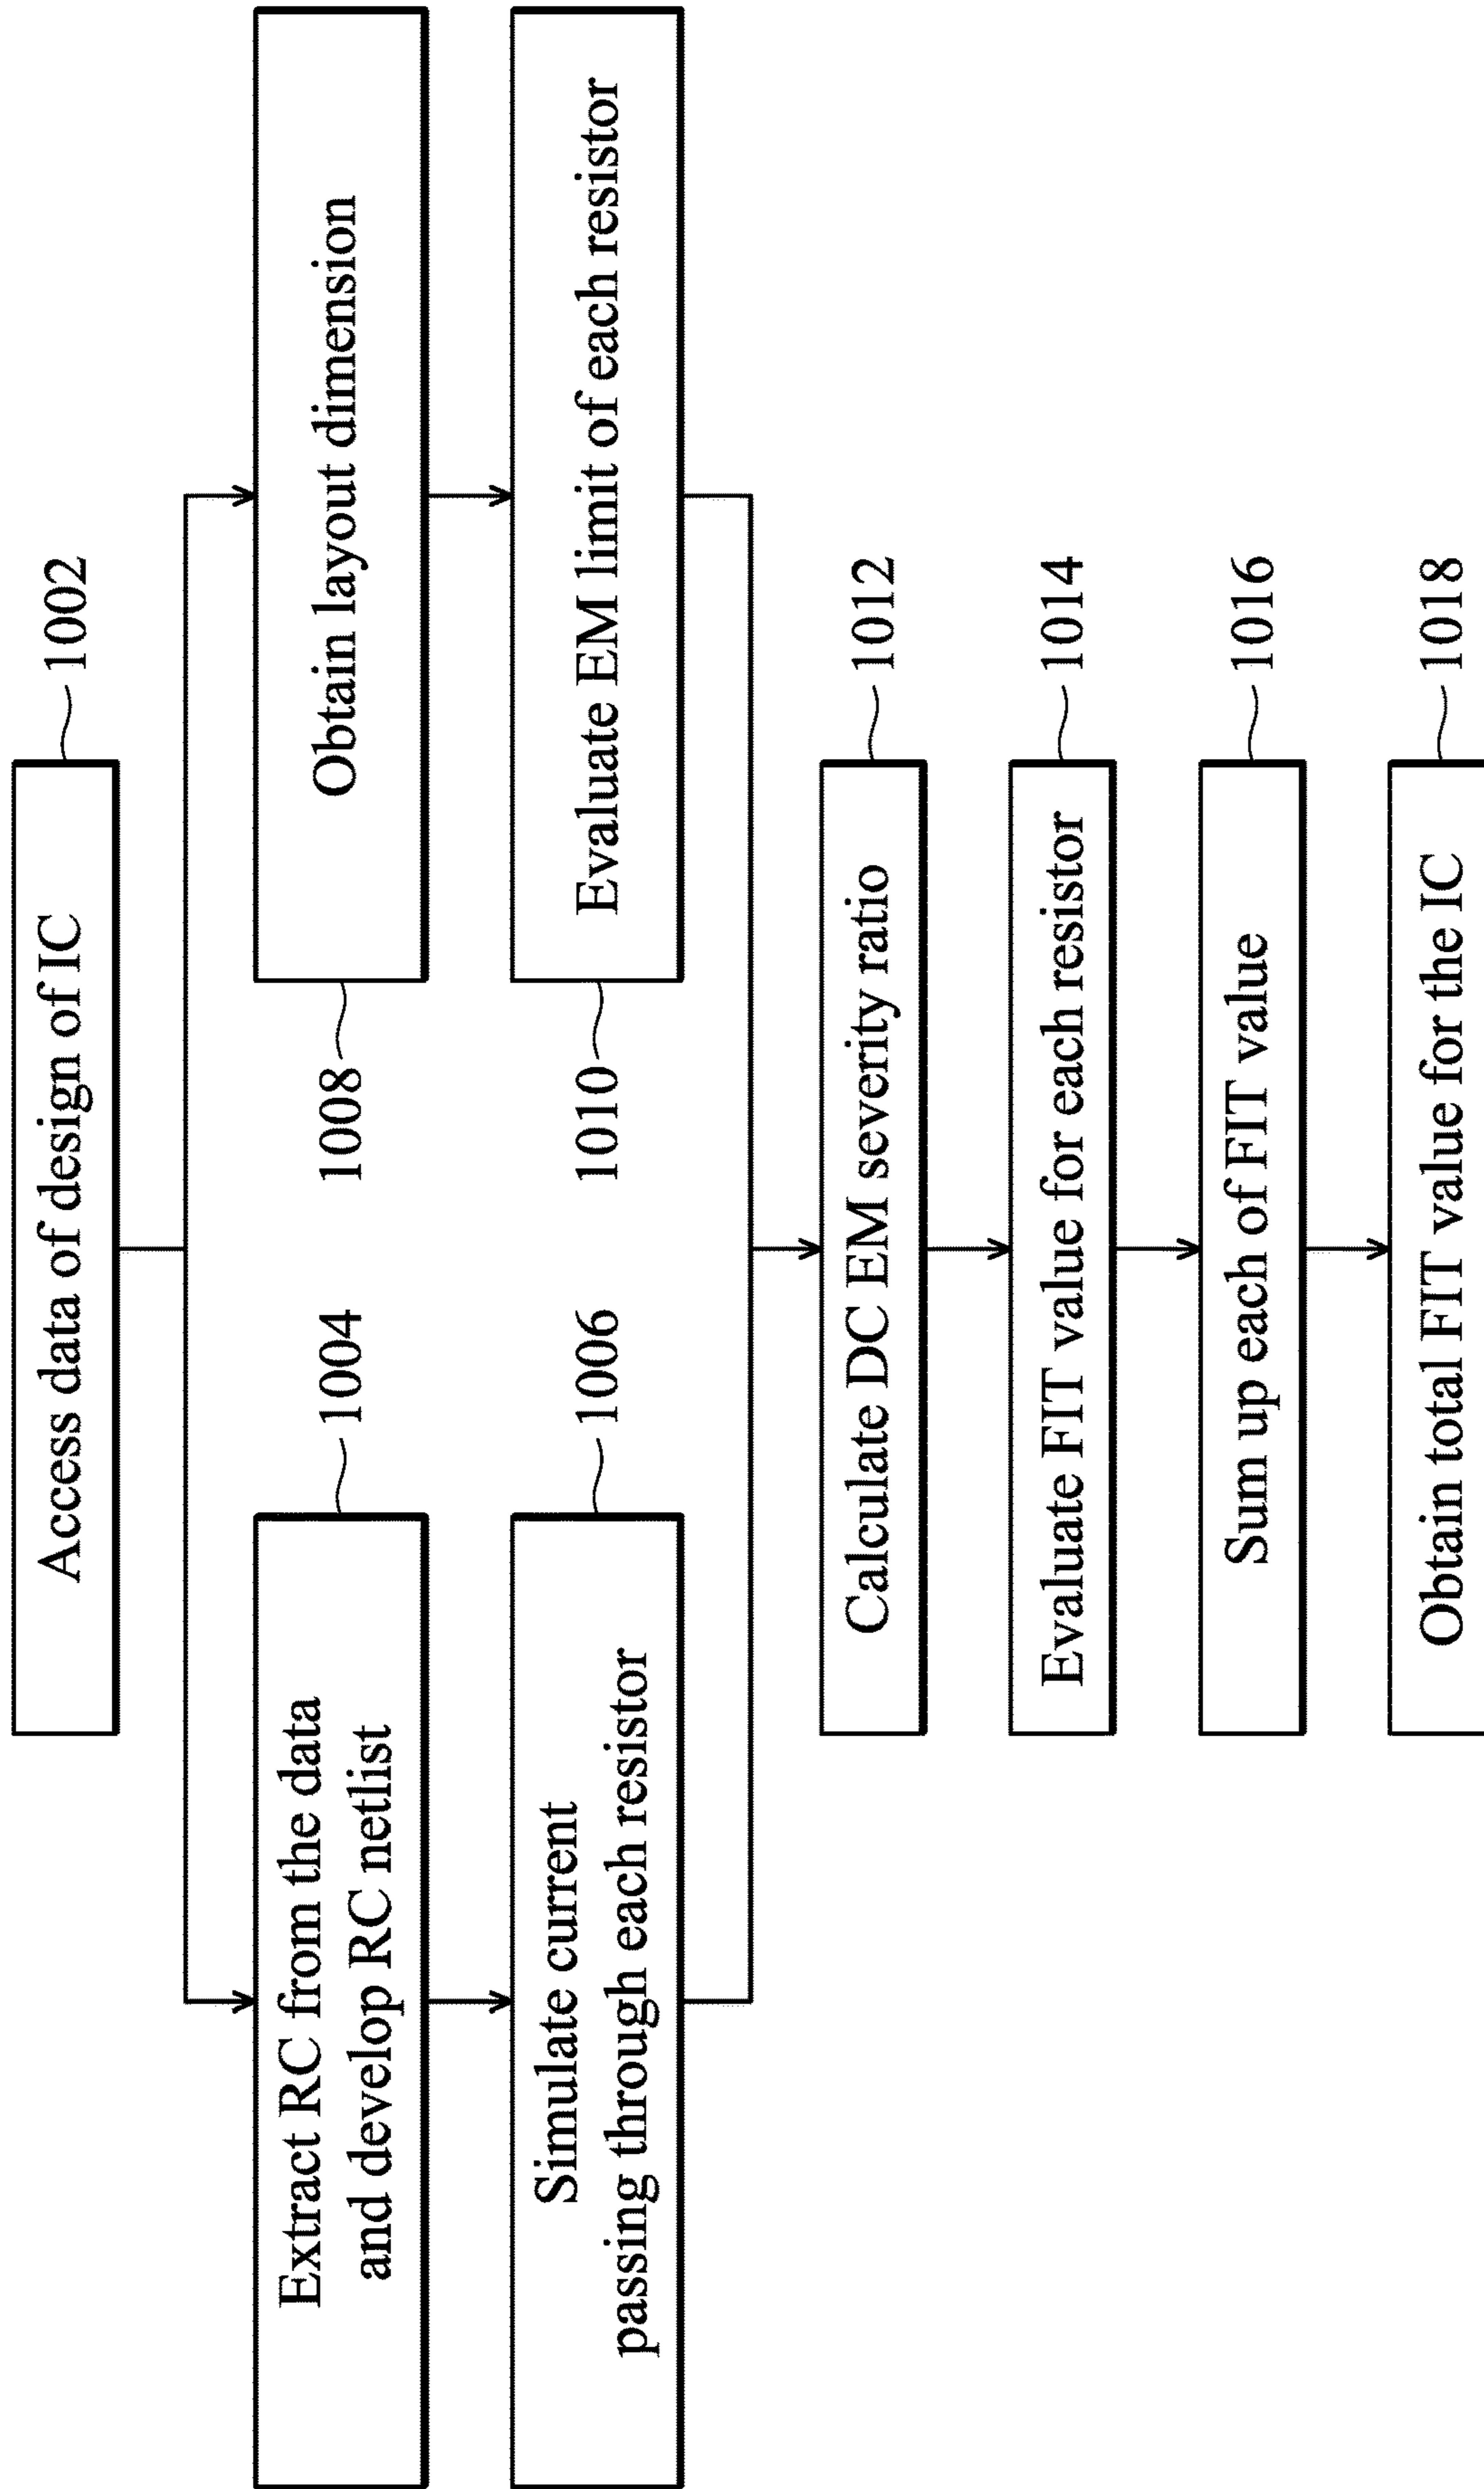 Access data of design of IC
1002
Extract RC from the data
and develop RC netlist
1004
Simulate current
passing through each resistor
1006
Obtain layout dimension
1008
Evaluate EM limit of each resistor
1010
Calculate DC EM severity ratio
1012
Evaluate FIT value for each resistor
1014
Sum up each of FIT value
1016
Obtain total FIT value for the IC
1018